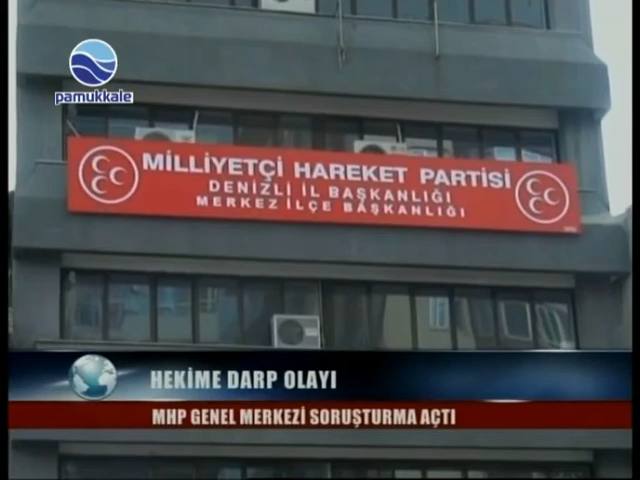 pamukkale
MİLLİYETÇİ HAREKET PARTİSİ
DENİZLİ İL BAŞKANLIĞI
MERKEZ İLÇE BAŞKANLIĞI
HEKİME DARP OLAYI
MHP GENEL MERKEZİ SORUŞTURMA AÇTI